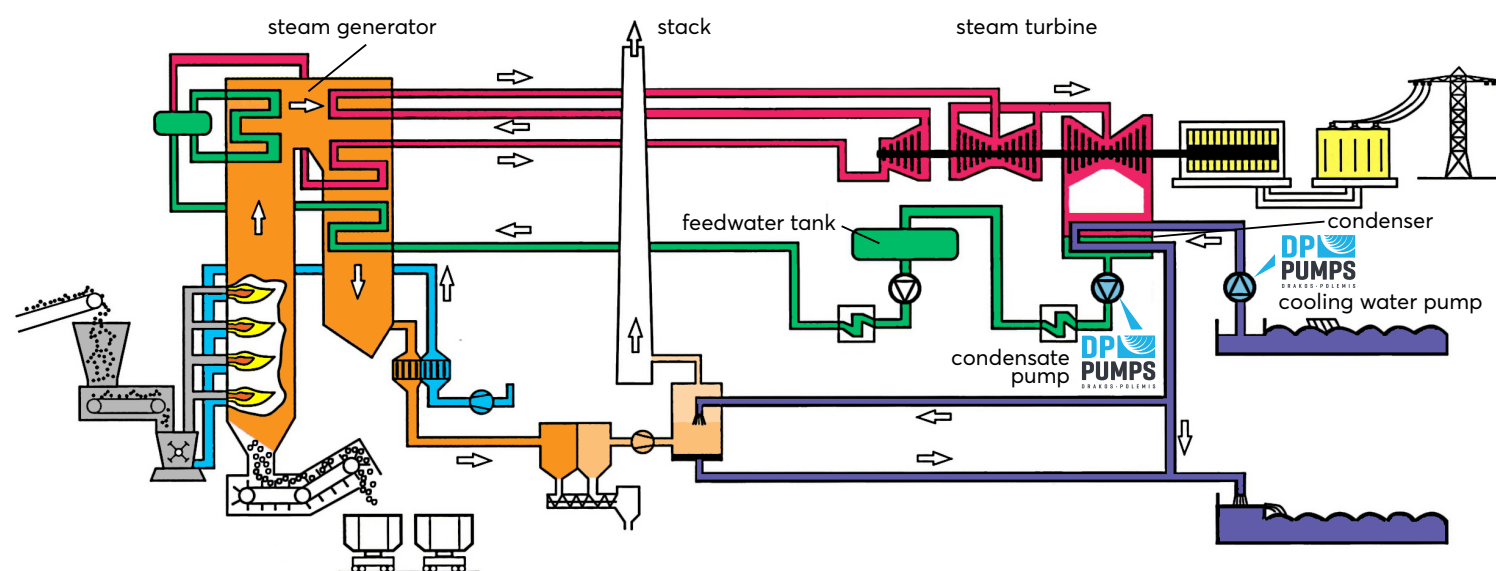 steam generator
stack
steam turbine
feedwater tank
condenser
DP
PUMPS
DRAKOS·POLEMIS
cooling water pump
condensate
pump
DP
PUMPS
DRAKOS·POLEMIS